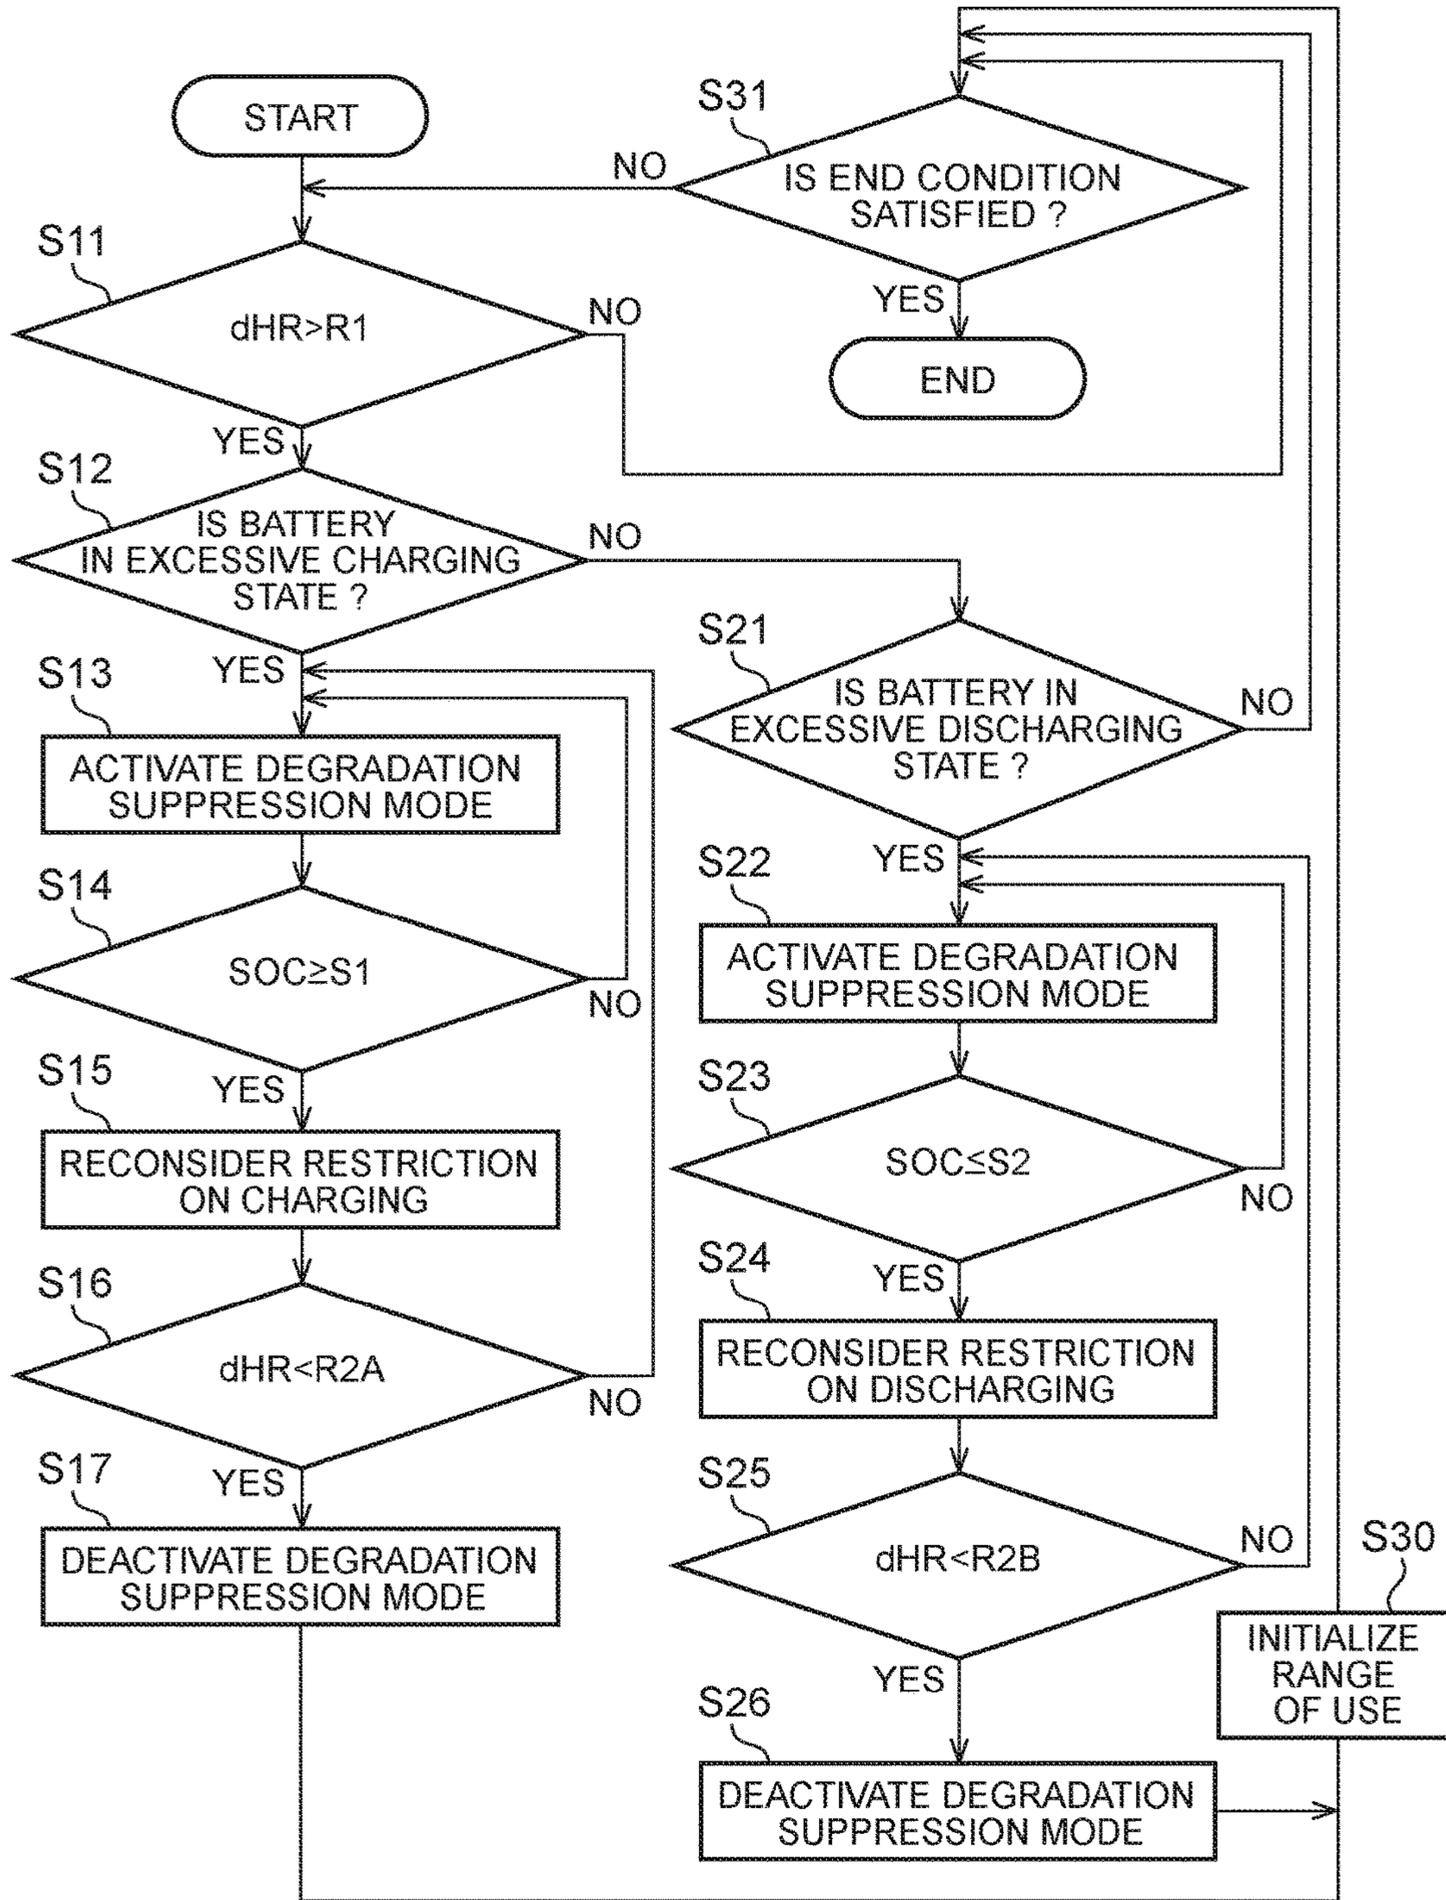 START
S31
IS END CONDITION
SATISFIED ?
NO
YES
END
S11
dHR>R1
NO
YES
S12
IS BATTERY
IN EXCESSIVE CHARGING
STATE ?
NO
YES
S13
ACTIVATE DEGRADATION
SUPPRESSION MODE
S14
SOC≥S1
NO
YES
S15
RECONSIDER RESTRICTION
ON CHARGING
S16
dHR<R2A
NO
YES
S17
DEACTIVATE DEGRADATION
SUPPRESSION MODE
S21
IS BATTERY IN
EXCESSIVE DISCHARGING
STATE ?
NO
YES
S22
ACTIVATE DEGRADATION
SUPPRESSION MODE
S23
SOC≤S2
NO
YES
S24
RECONSIDER RESTRICTION
ON DISCHARGING
S25
dHR<R2B
NO
YES
S26
DEACTIVATE DEGRADATION
SUPPRESSION MODE
S30
INITIALIZE
RANGE
OF USE